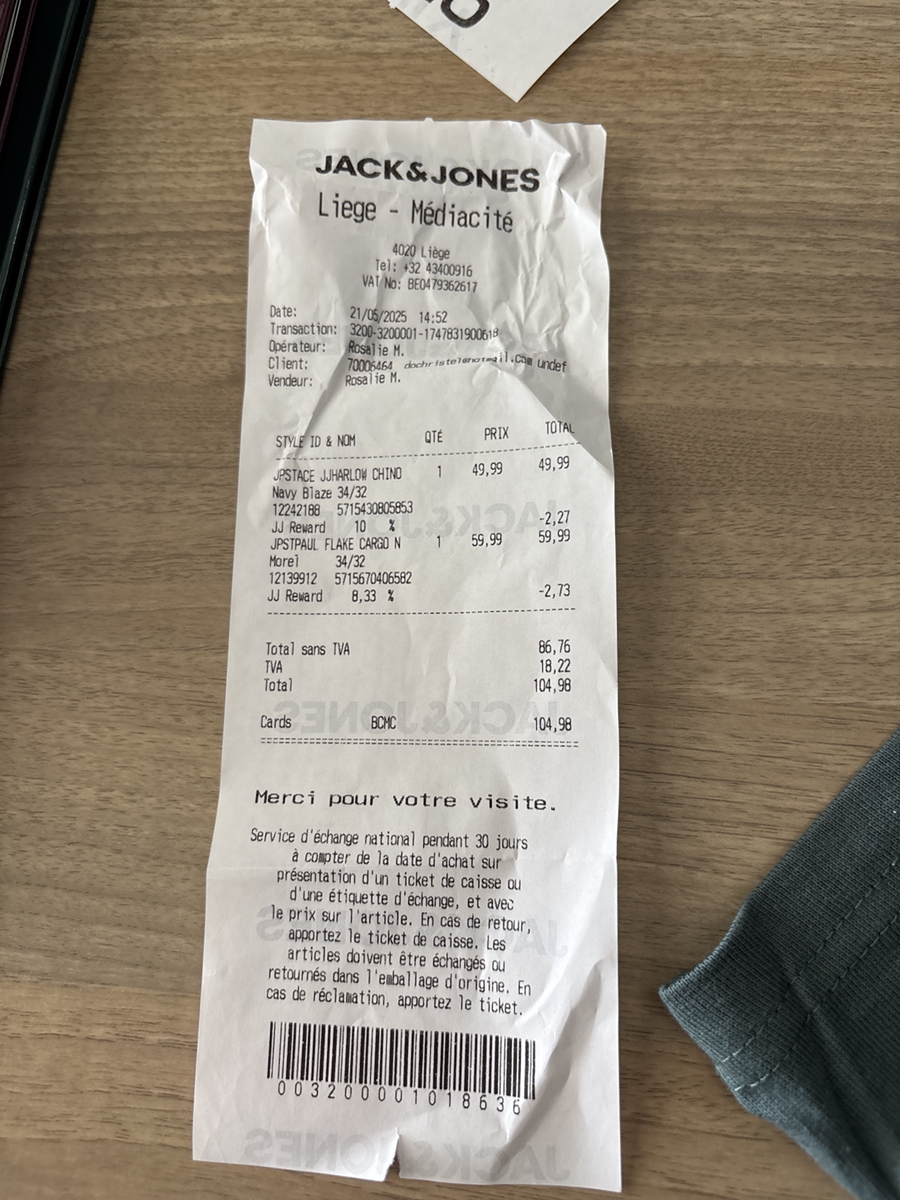 JACK&JONES
Liege - Médiacité
4020 Liège
Tel: +32 43400916
VAT No: BE0479362617
Date: 21/05/2025 14:52
Transaction: 3200-3200001-1747831900618
Opérateur: Rosalie M.
Client: 70006464 undef
Vendeur: Rosalie M.
STYLE ID & NOM QTÉ PRIX TOTAL
JPSTACE JJHARLOW CHINO 1 49,99 49,99
Navy Blaze 34/32
12242188 5715430805853
JJ Reward 10 % -2,27
JPSTPAUL FLAKE CARGO N 1 59,99 59,99
Morel 34/32
12139912 5715670406582
JJ Reward 8,33 % -2,73
Total sans TVA 86,76
TVA 18,22
Total 104,98
Cards BCMC 104,98
Merci pour votre visite.
Service d'échange national pendant 30 jours
à compter de la date d'achat sur
présentation d'un ticket de caisse ou
d'une étiquette d'échange, et avec
le prix sur l'article. En cas de retour,
apportez le ticket de caisse. Les
articles doivent être échangés ou
retournés dans l'emballage d'origine. En
cas de réclamation, apportez le ticket.
0032000001018636